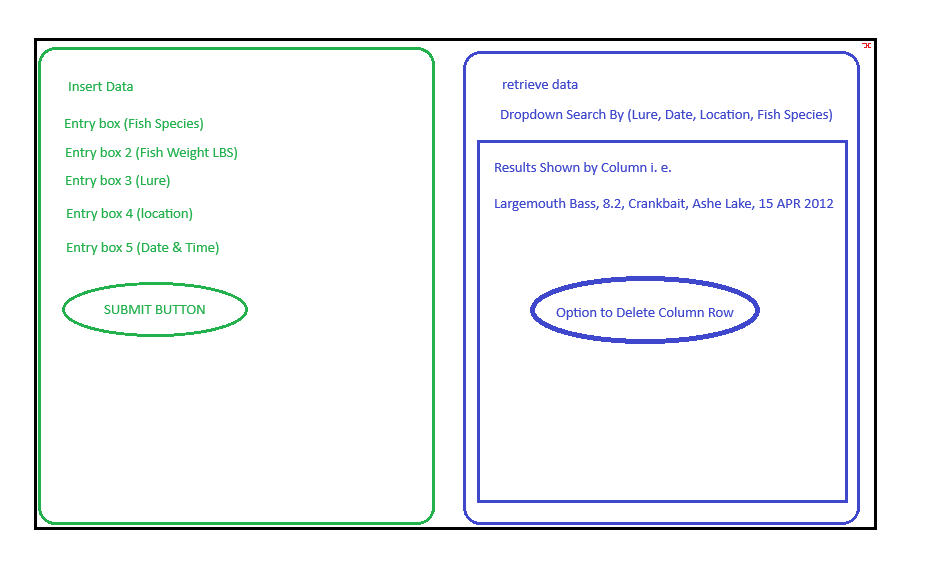 Insert Data
Entry box (Fish Species)
Entry box 2 (Fish Weight LBS)
Entry box 3 (Lure)
Entry box 4 (location)
Entry box 5 (Date & Time)
SUBMIT BUTTON
retrieve data
Dropdown Search By (Lure, Date, Location, Fish Species)
Results Shown by Column i. e.
Largemouth Bass, 8.2, Crankbait, Ashe Lake, 15 APR 2012
Option to Delete Column Row